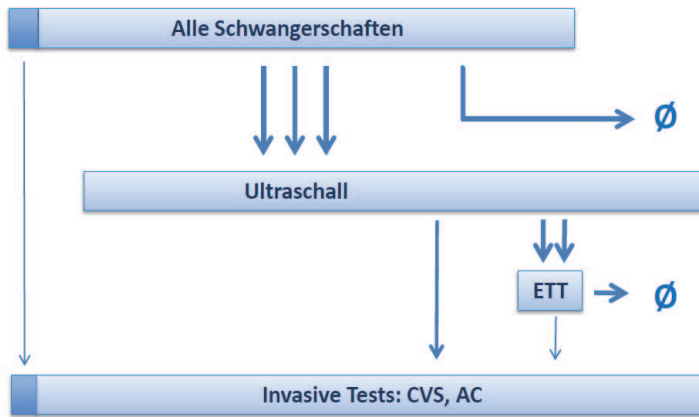 Alle Schwangerschaften
Ø
Ultraschall
ETT
Ø
Invasive Tests: CVS, AC